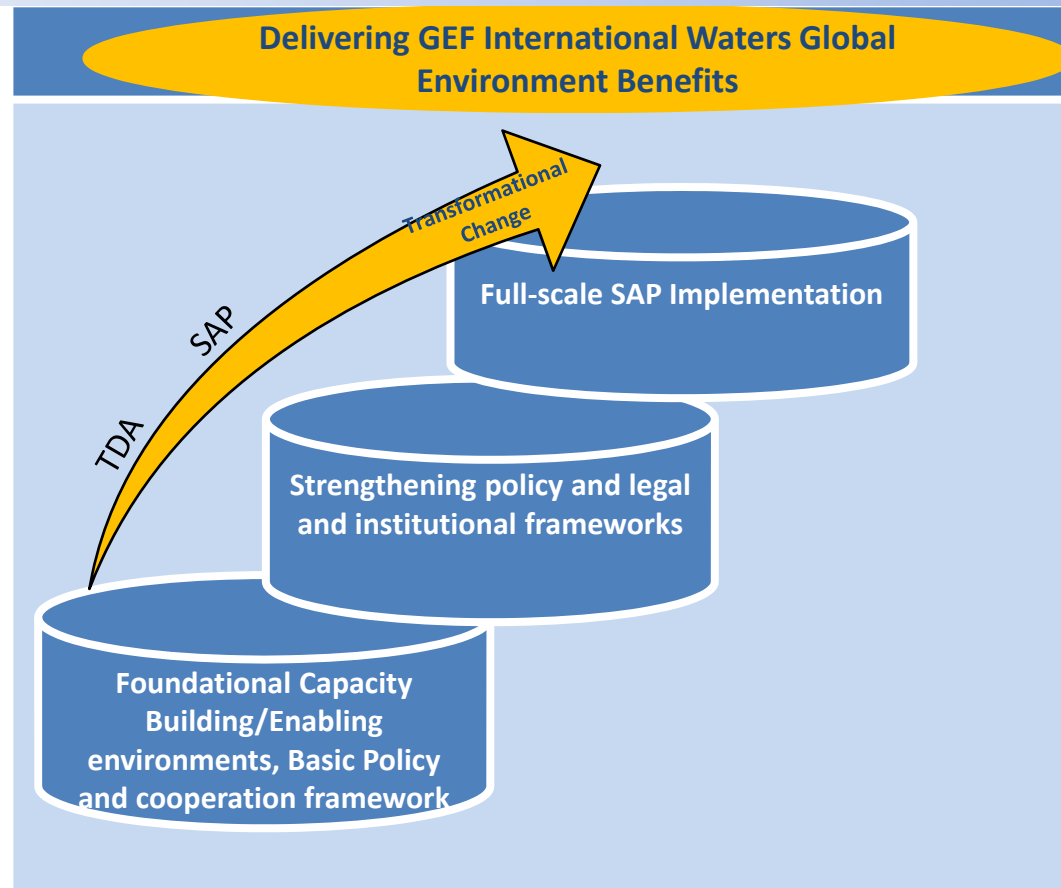 Delivering GEF International Waters Global
Environment Benefits
Transformational
Change
SAP
TDA
Full-scale SAP Implementation
Strengthening policy and legal
and institutional frameworks
Foundational Capacity
Building/Enabling
environments, Basic Policy
and cooperation framework